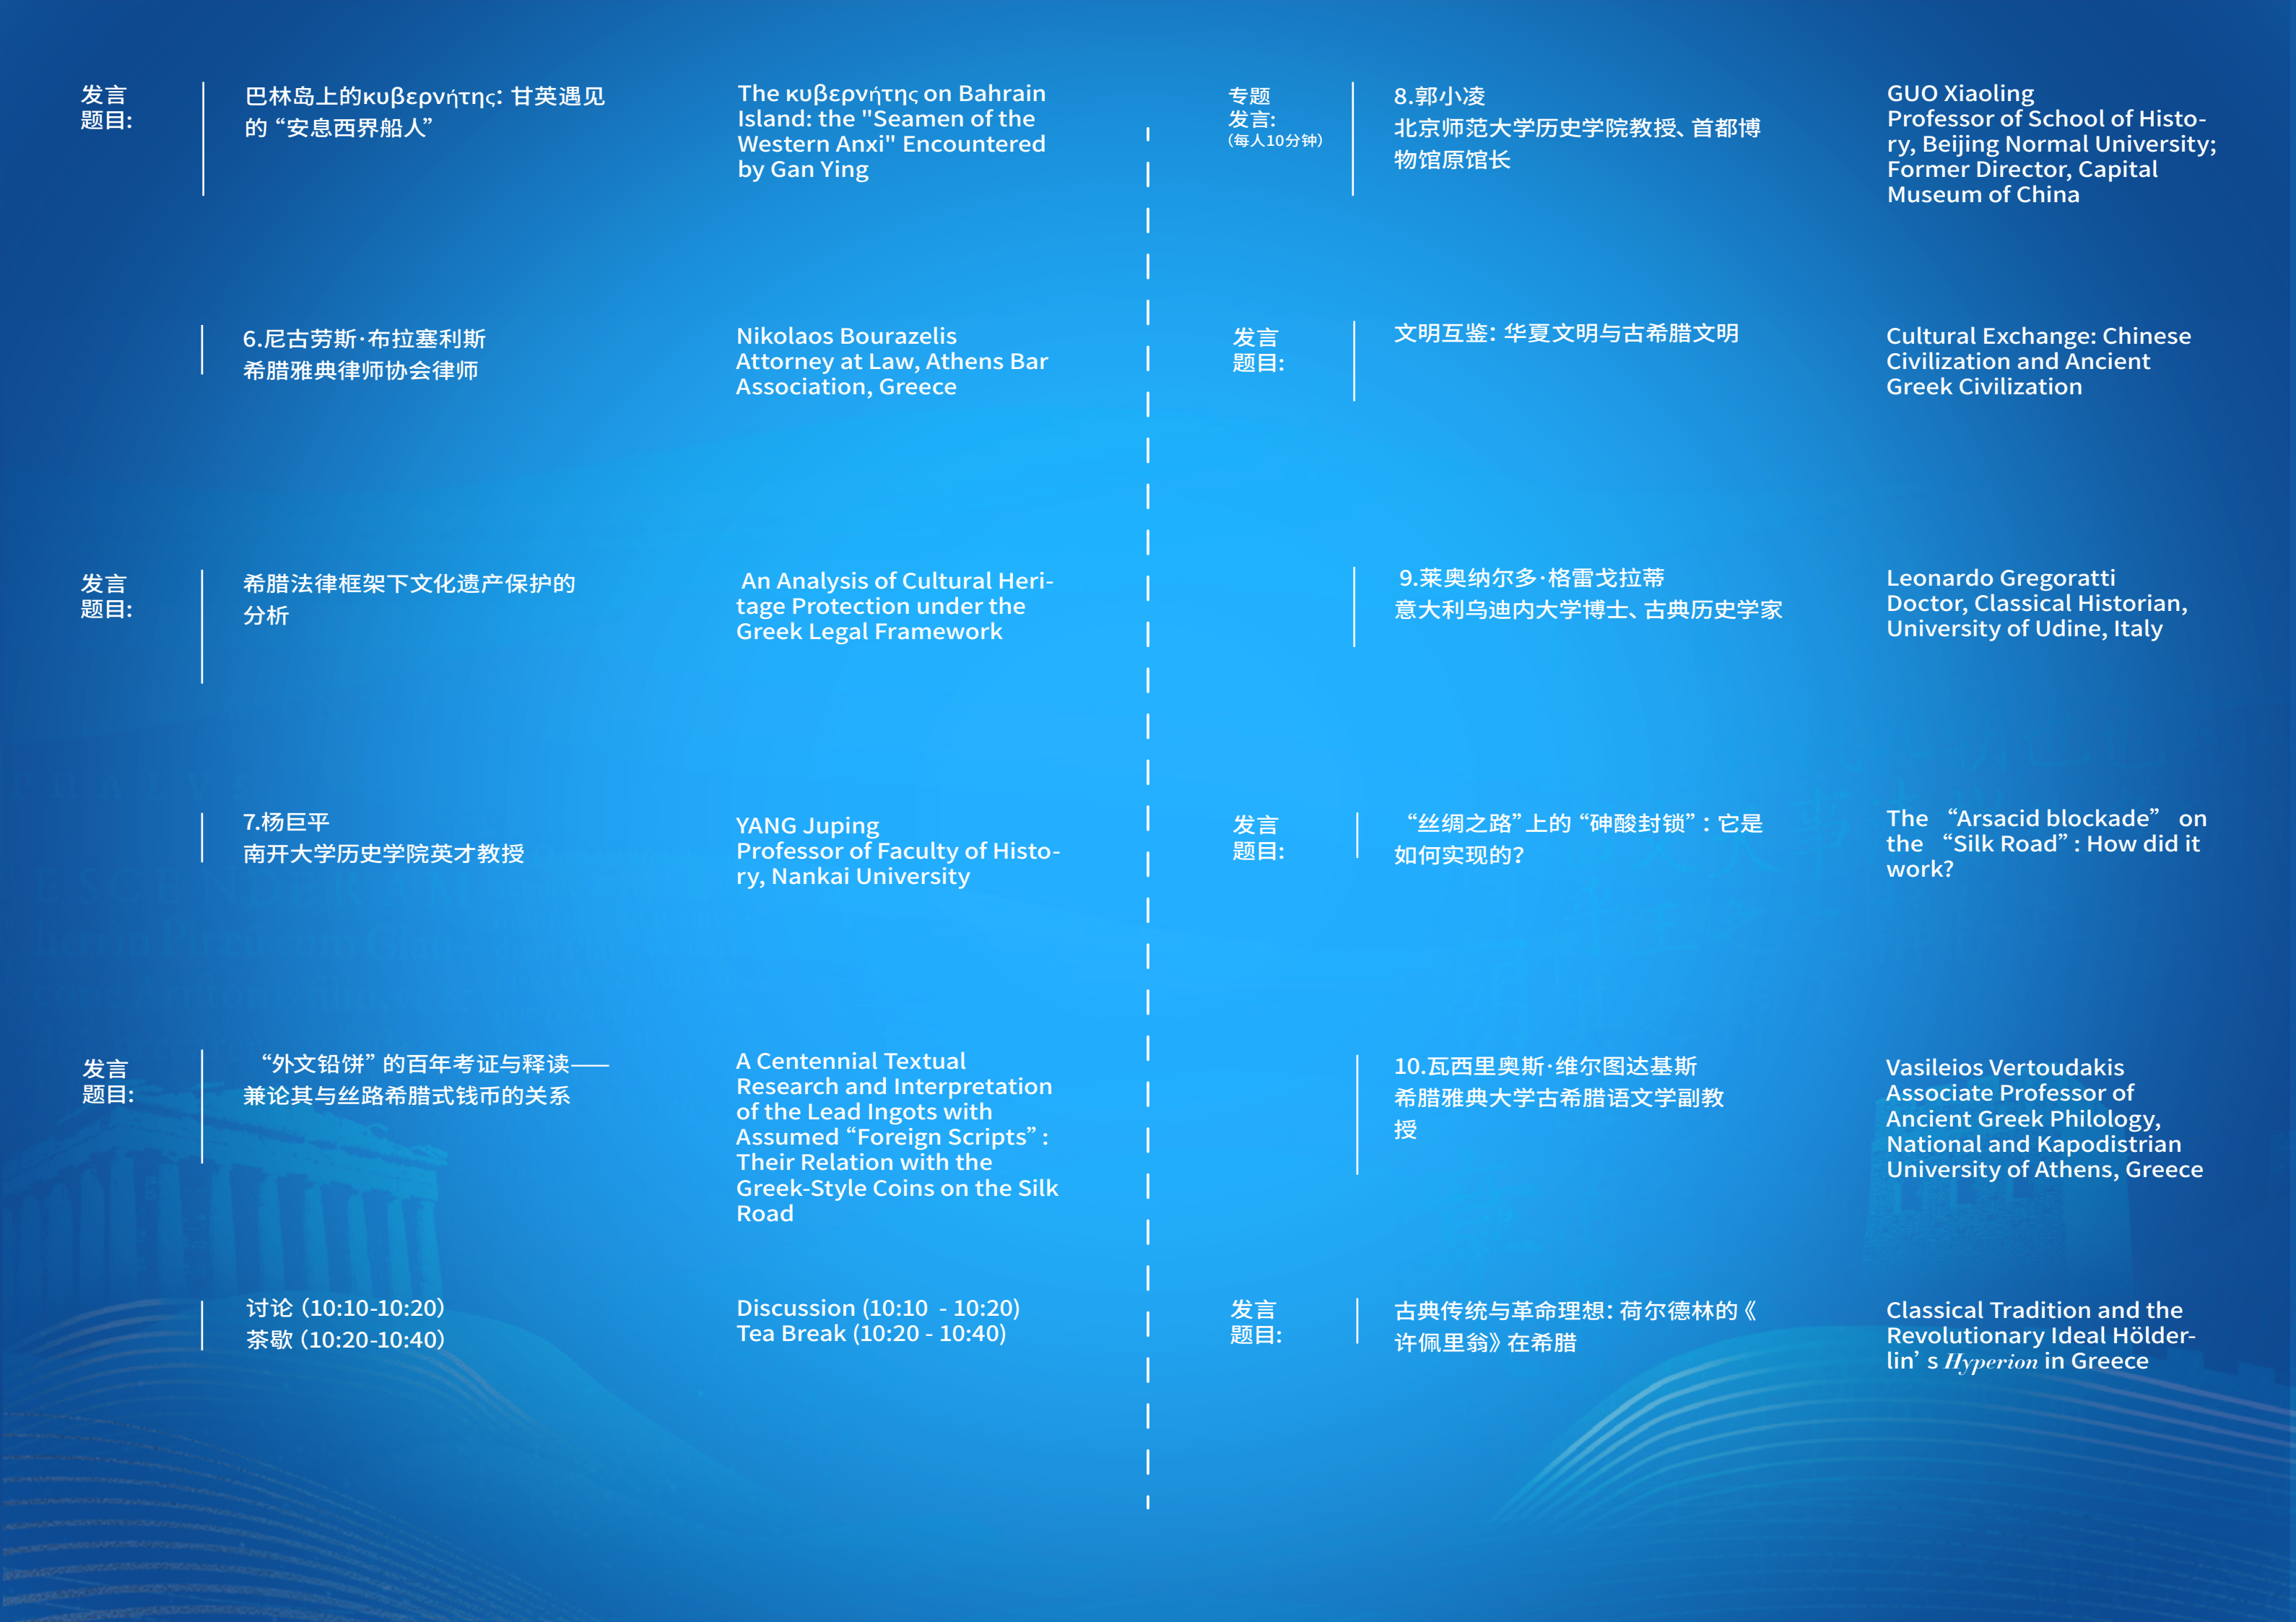 发言
题目:
巴林岛上的κυβερνήτης: 甘英遇见
的 “安息西界船人”
The κυβερνήτης on Bahrain
Island: the "Seamen of the
Western Anxi" Encountered
by Gan Ying
6.尼古劳斯·布拉塞利斯
希腊雅典律师协会律师
Nikolaos Bourazelis
Attorney at Law, Athens Bar
Association, Greece
发言
题目:
希腊法律框架下文化遗产保护的
分析
An Analysis of Cultural Heri-
tage Protection under the
Greek Legal Framework
7.杨巨平
南开大学历史学院英才教授
YANG Juping
Professor of Faculty of Histo-
ry, Nankai University
发言
题目:
“外文铅饼” 的百年考证与释读——
兼论其与丝路希腊式钱币的关系
A Centennial Textual
Research and Interpretation
of the Lead Ingots with
Assumed “Foreign Scripts” :
Their Relation with the
Greek-Style Coins on the Silk
Road
讨论 (10:10-10:20)
茶歇 (10:20-10:40)
Discussion (10:10 - 10:20)
Tea Break (10:20 - 10:40)
专题
发言:
(每人10分钟)
8.郭小凌
北京师范大学历史学院教授、首都博
物馆原馆长
GUO Xiaoling
Professor of School of Histo-
ry, Beijing Normal University;
Former Director, Capital
Museum of China
发言
题目:
文明互鉴: 华夏文明与古希腊文明
Cultural Exchange: Chinese
Civilization and Ancient
Greek Civilization
9.莱奥纳尔多·格雷戈拉蒂
意大利乌迪内大学博士、古典历史学家
Leonardo Gregoratti
Doctor, Classical Historian,
University of Udine, Italy
发言
题目:
“丝绸之路” 上的 “砷酸封锁” : 它是
如何实现的?
The “Arsacid blockade” on
the “Silk Road” : How did it
work?
10.瓦西里奥斯·维尔图达基斯
希腊雅典大学古希腊语文学副教
授
Vasileios Vertoudakis
Associate Professor of
Ancient Greek Philology,
National and Kapodistrian
University of Athens, Greece
发言
题目:
古典传统与革命理想: 荷尔德林的《
许佩里翁》在希腊
Classical Tradition and the
Revolutionary Ideal Hölder-
lin’ s Hyperion in Greece